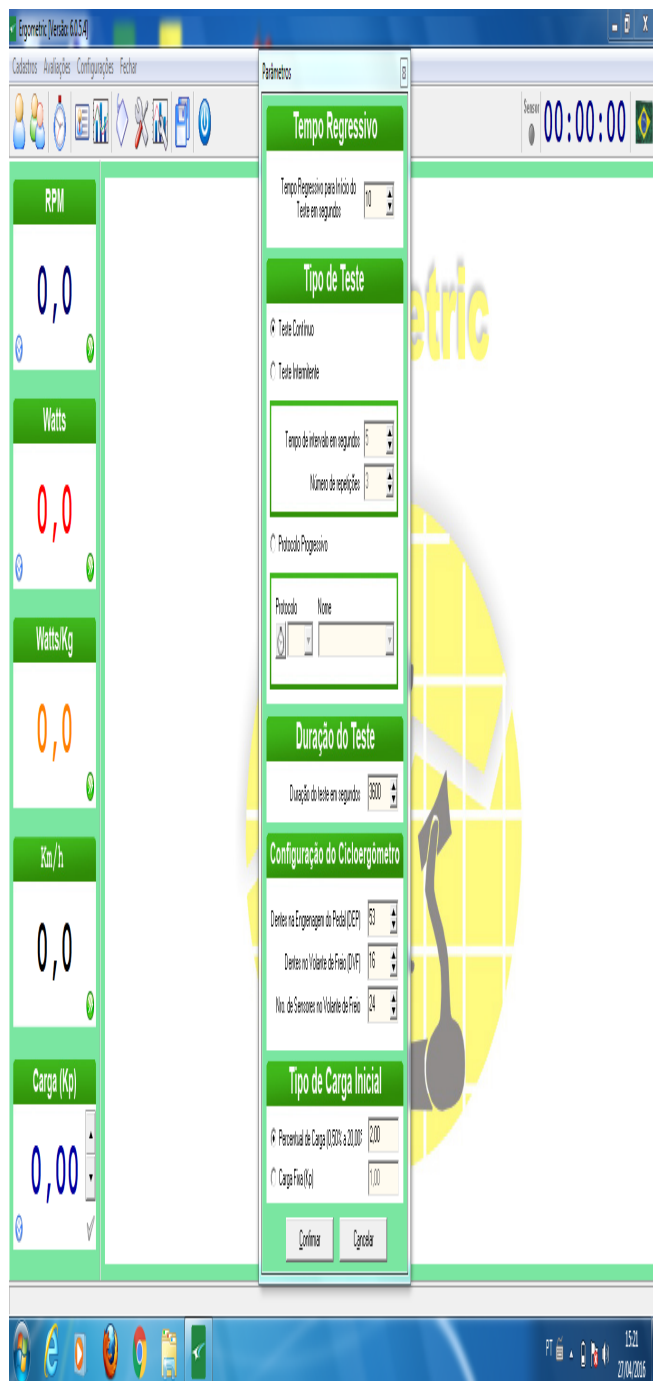 Ergometric [Versão: 6.0.5.4]
Cadastros Avaliações Configurações Fechar
Sensor
00:00:00
RPM
0,0
Watts
0,0
Watts/Kg
0,0
Km/h
0,0
Carga (Kp)
0,00
etric
Parâmetros
Tempo Regressivo
Tempo Regressivo para Início do
Teste em segundos
10
Tipo de Teste
Teste Contínuo
Teste Intermitente
Tempo de intervalo em segundos 5
Número de repetições 3
Protocolo Progressivo
Protocolo Nome
Duração do Teste
Duração do teste em segundos 3600
Configuração do Cicloergômetro
Dentes na Engrenagem do Pedal (DEP) 53
Dentes no Volante de Freio (DVF) 16
Nro. de Sensores no Volante de Freio 24
Tipo de Carga Inicial
Percentual de Carga (0,50% a 20,00% 2,00
Carga Fixa (Kp) 1,00
Confirmar Cancelar
PT
15:21
27/04/2016